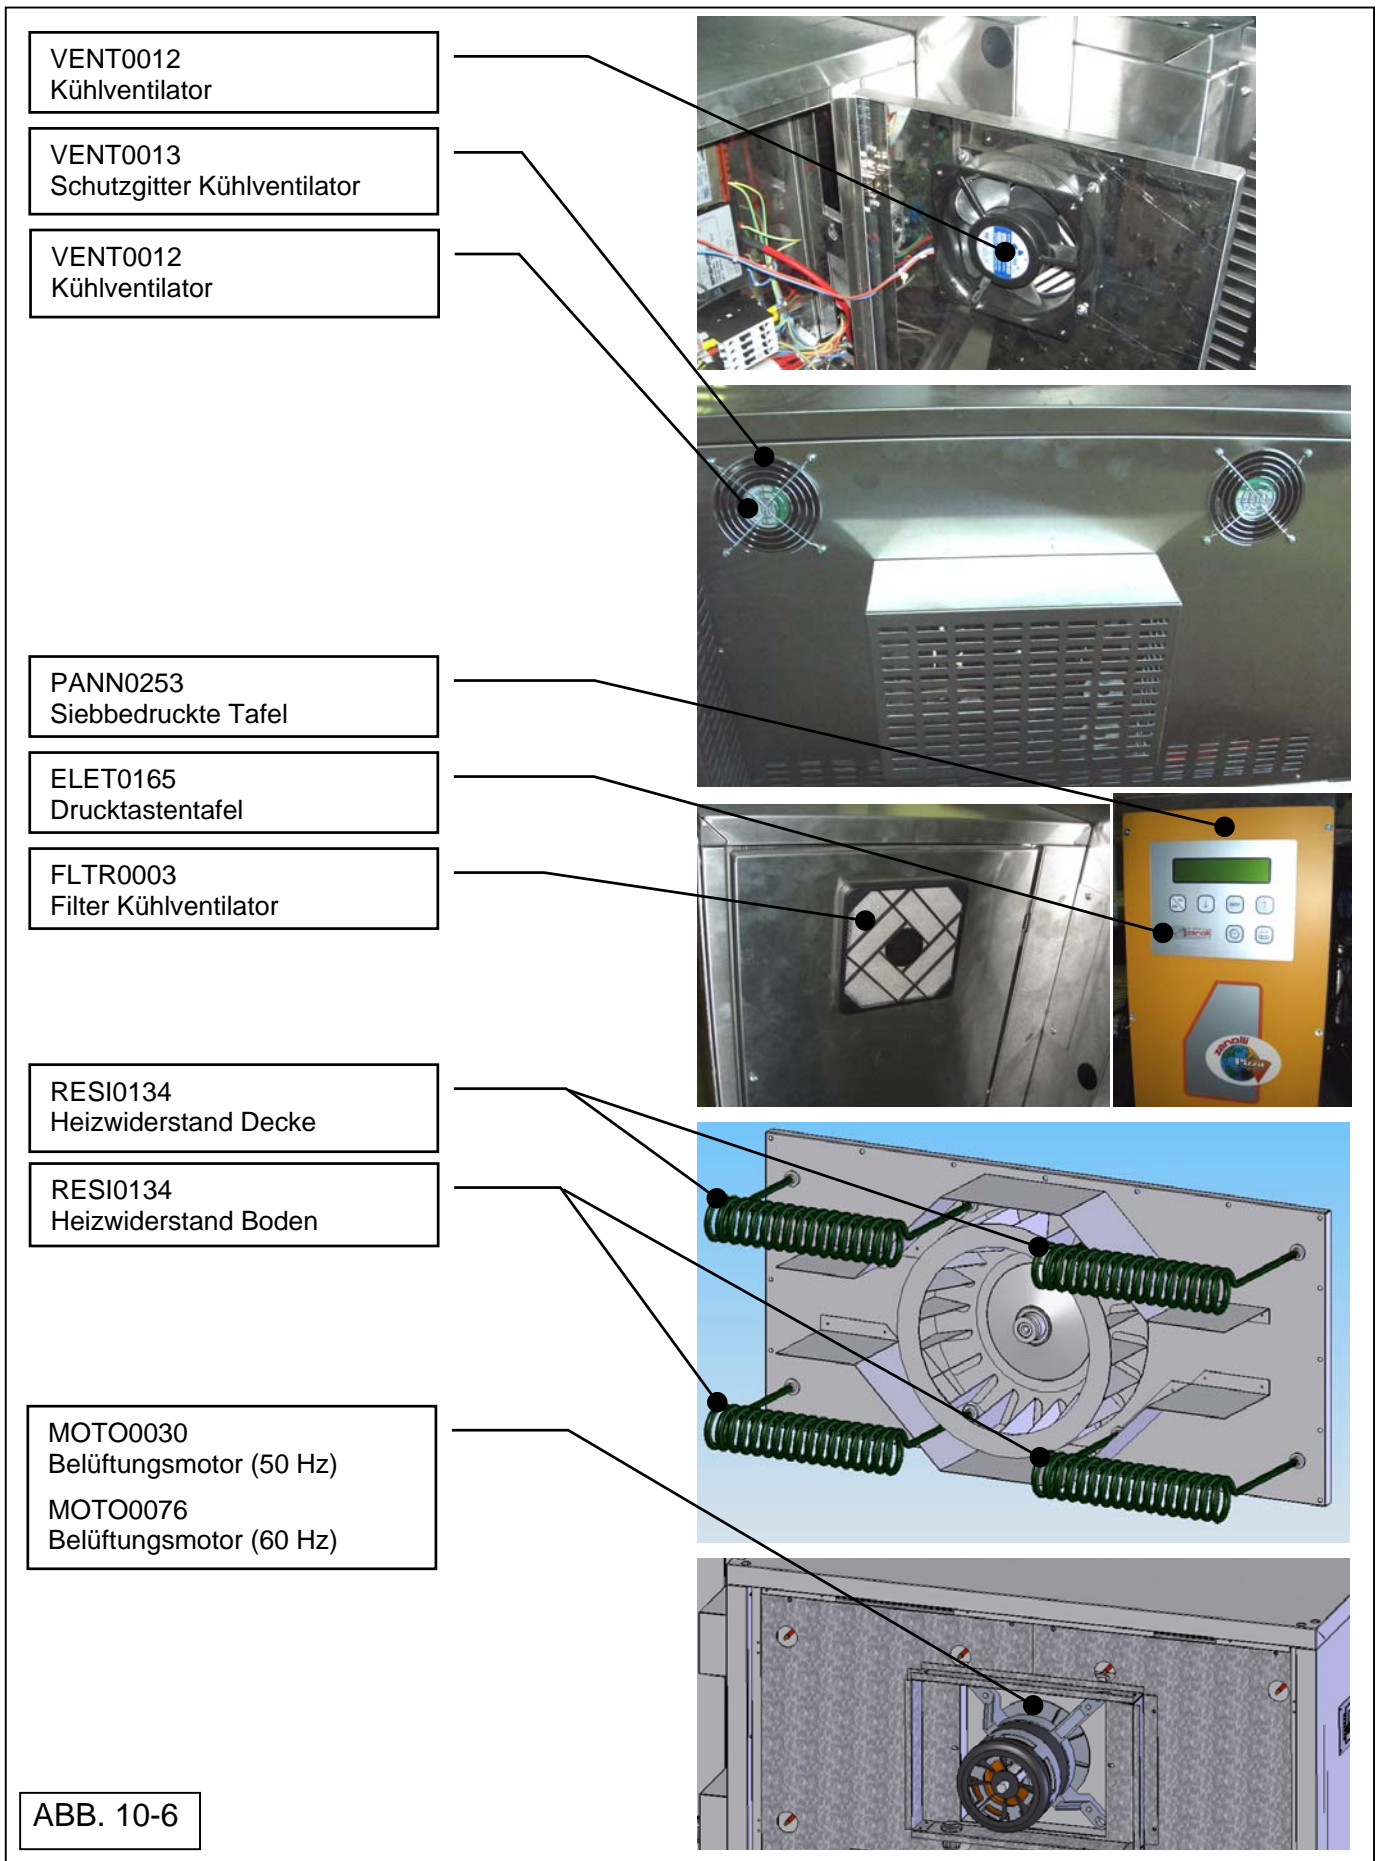 VENT0012
Kühlventilator
VENT0013
Schutzgitter Kühlventilator
VENT0012
Kühlventilator
PANN0253
Siebbedruckte Tafel
ELET0165
Drucktastentafel
FLTR0003
Filter Kühlventilator
zanolli
Pizza
RESI0134
Heizwiderstand Decke
RESI0134
Heizwiderstand Boden
MOTO0030
Belüftungsmotor (50 Hz)
MOTO0076
Belüftungsmotor (60 Hz)
ABB. 10-6